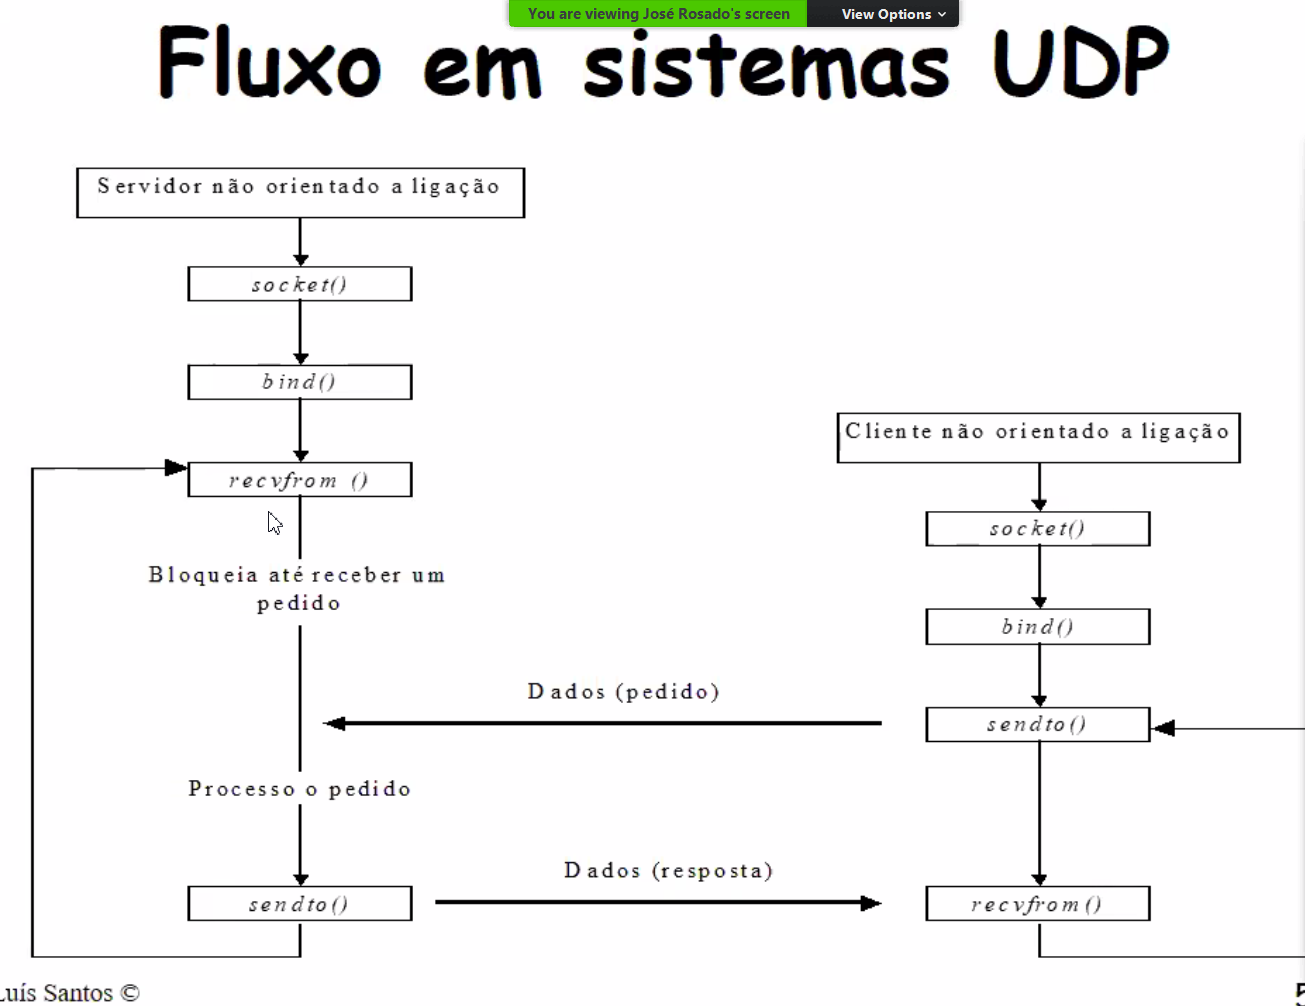 You are viewing José Rosado's screen
View Options
Fluxo em sistemas UDP
Servidor não orientado a ligação
socket()
bind()
recvfrom ()
Bloqueia até receber um
pedido
Processo o pedido
sendto()
Dados (pedido)
Dados (resposta)
Cliente não orientado a ligação
socket()
bind()
sendto()
recvfrom()
Luís Santos ©